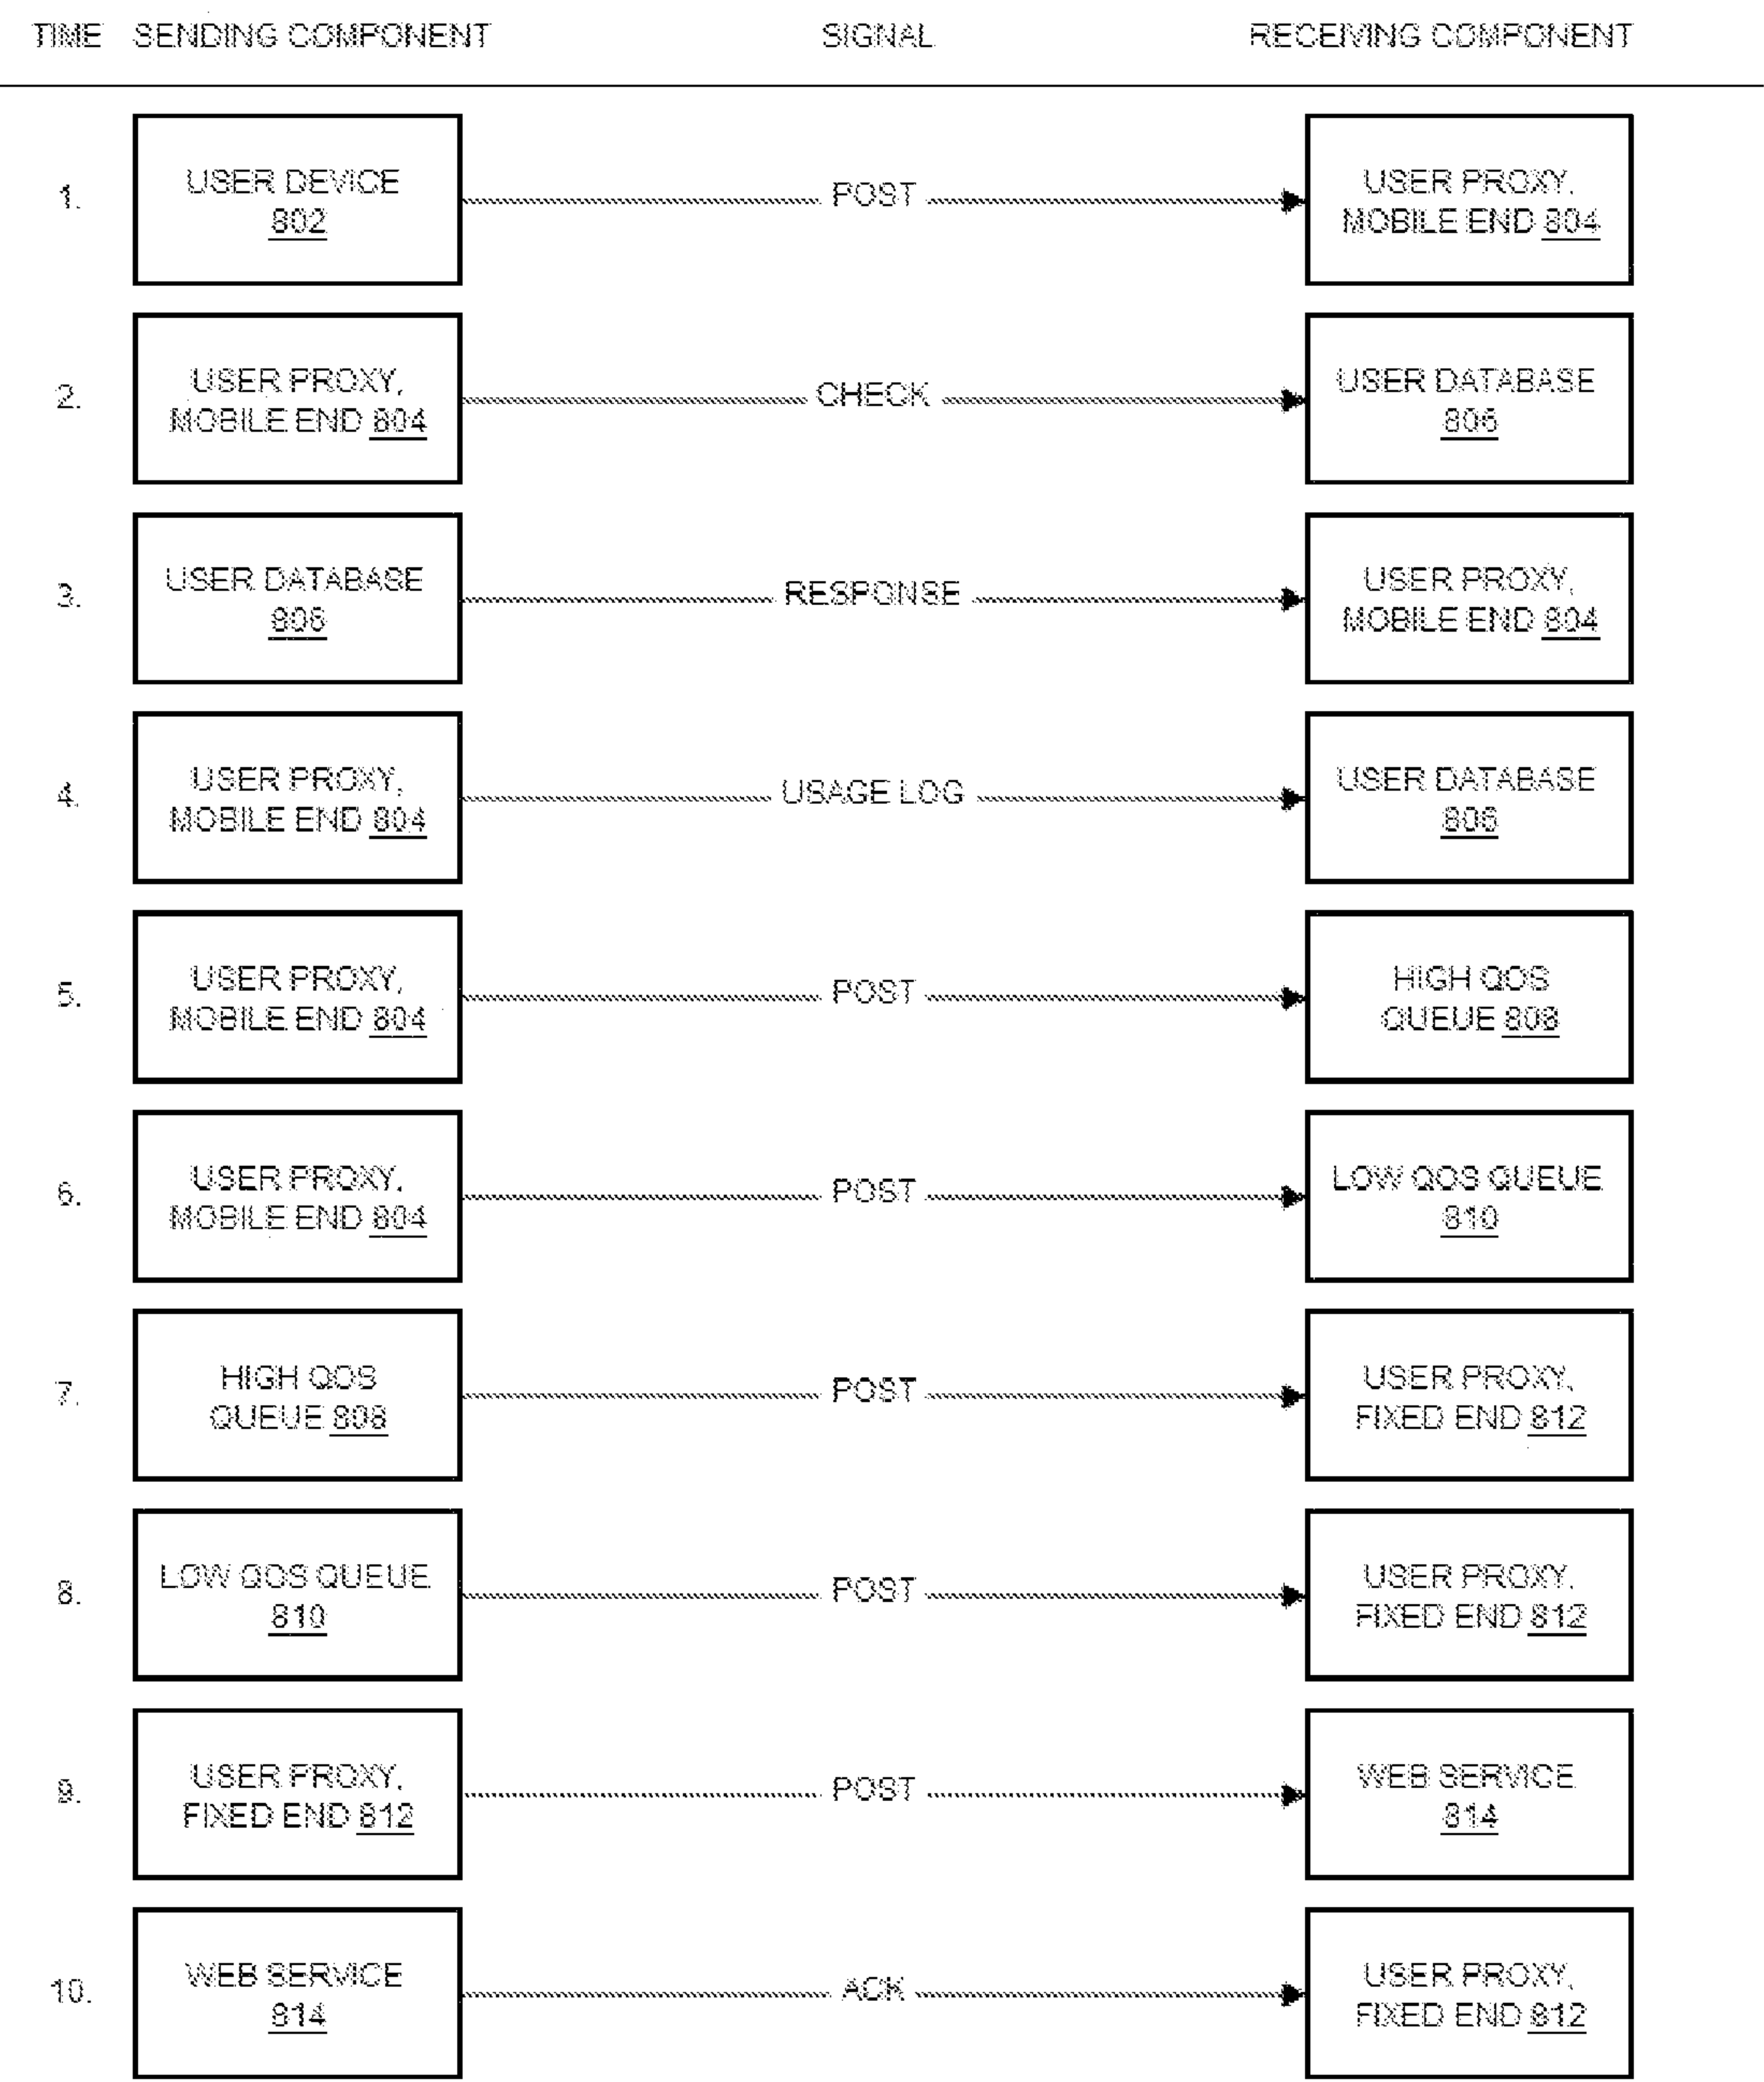 TIME SENDING COMPONENT SIGNAL RECEIVING COMPONENT
1. USER DEVICE 802 POST USER PROXY, MOBILE END 804
2. USER PROXY, MOBILE END 804 CHECK USER DATABASE 806
3. USER DATABASE 806 RESPONSE USER PROXY, MOBILE END 804
4. USER PROXY, MOBILE END 804 USAGE LOG USER DATABASE 806
5. USER PROXY, MOBILE END 804 POST HIGH QOS QUEUE 808
6. USER PROXY, MOBILE END 804 POST LOW QOS QUEUE 810
7. HIGH QOS QUEUE 808 POST USER PROXY, FIXED END 812
8. LOW QOS QUEUE 810 POST USER PROXY, FIXED END 812
9. USER PROXY, FIXED END 812 POST WEB SERVICE 814
10. WEB SERVICE 814 ACK USER PROXY, FIXED END 812